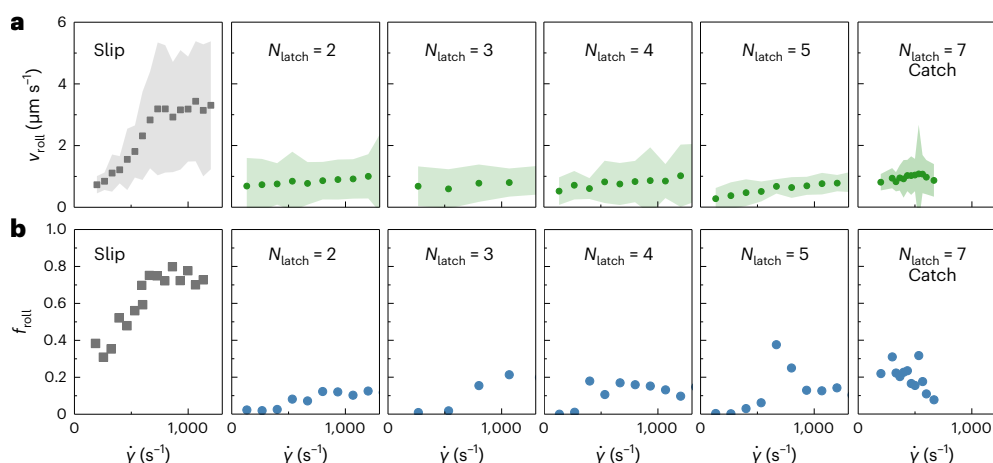 a
6
4
2
0
v_roll (μm s⁻¹)
Slip
N_latch = 2
N_latch = 3
N_latch = 4
N_latch = 5
N_latch = 7
Catch
b
1.0
0.8
0.6
0.4
0.2
0
f_roll
Slip
N_latch = 2
N_latch = 3
N_latch = 4
N_latch = 5
N_latch = 7
Catch
0 1,000 0 1,000 0 1,000 0 1,000 0 1,000 0 1,000
γ̇ (s⁻¹) γ̇ (s⁻¹) γ̇ (s⁻¹) γ̇ (s⁻¹) γ̇ (s⁻¹) γ̇ (s⁻¹)